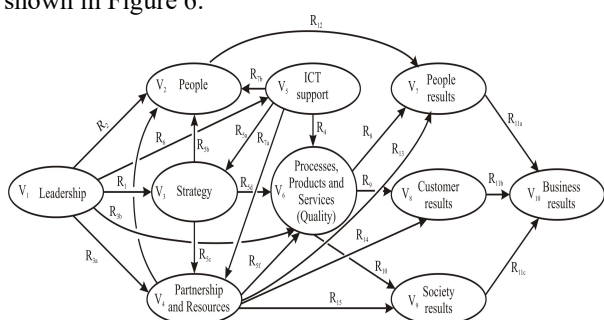 shown in Figure 6.
R12
V2 People
R7b
V5 ICT
support
V7 People
results
R2
R6
R5b
R5a
R7a
R4
R8
R13
R11a
V1 Leadership
R1
V3 Strategy
R5d
V6 Processes,
Products and
Services
(Quality)
R9
V8 Customer
results
R11b
V10 Business
results
R3b
R3a
R5c
R5f
R14
R10
R11c
V4 Partnership
and Resources
R15
V9 Society
results